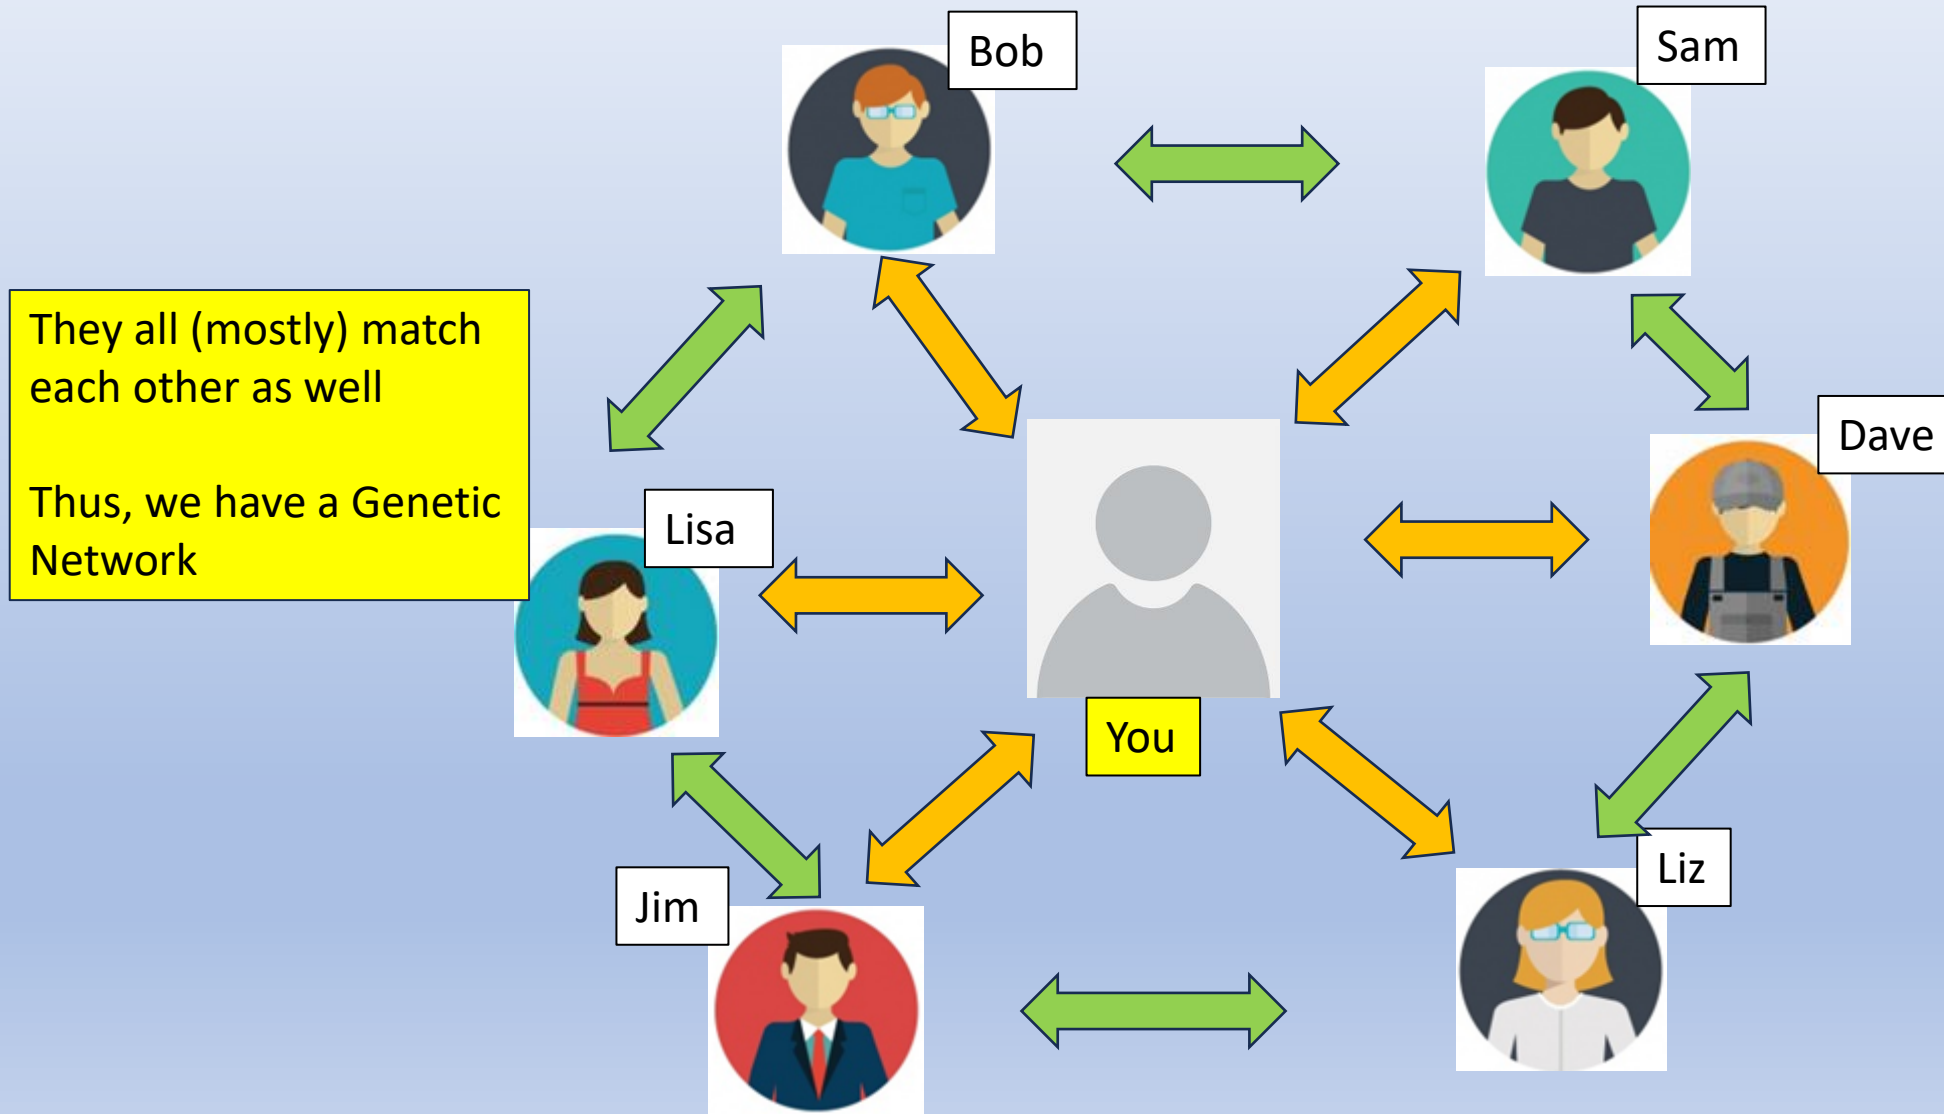 Bob
Sam
They all (mostly) match
each other as well
Thus, we have a Genetic
Network
Dave
Lisa
You
Liz
Jim